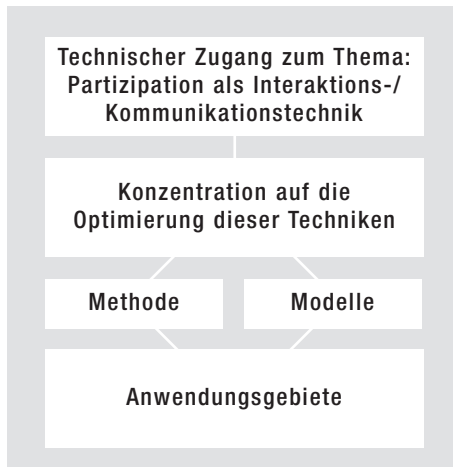 Technischer Zugang zum Thema:
Partizipation als Interaktions-/
Kommunikationstechnik
Konzentration auf die
Optimierung dieser Techniken
Methode
Modelle
Anwendungsgebiete